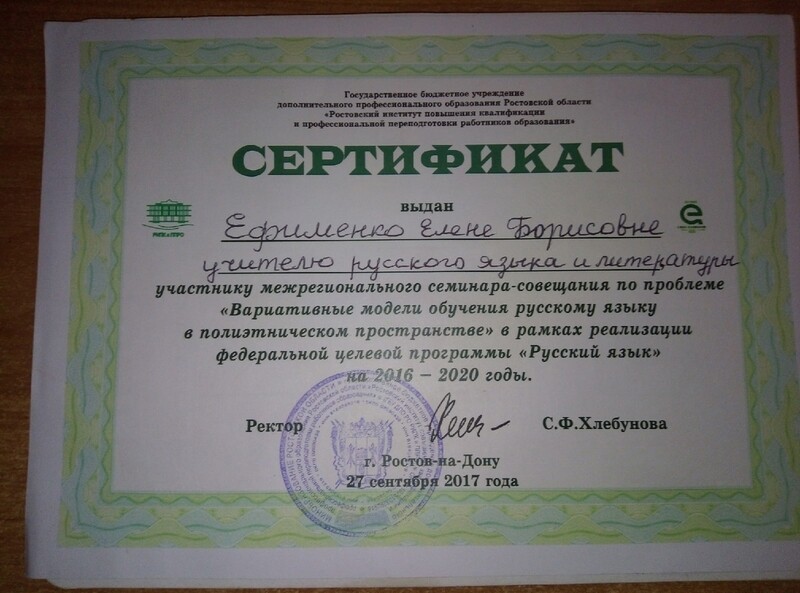 Государственное бюджетное учреждение
дополнительного профессионального образования Ростовской области
«Ростовский институт повышения квалификации
и профессиональной переподготовки работников образования»
СЕРТИФИКАТ
выдан
Ефименко Елене Борисовне
РИПК и ППРО
учителю русского языка и литературы
участнику межрегионального семинара-совещания по проблеме
«Вариативные модели обучения русскому языку
в полиэтническом пространстве» в рамках реализации
федеральной целевой программы «Русский язык»
на 2016 – 2020 годы.
Ректор
С.Ф.Хлебунова
г. Ростов-на-Дону
27 сентября 2017 года